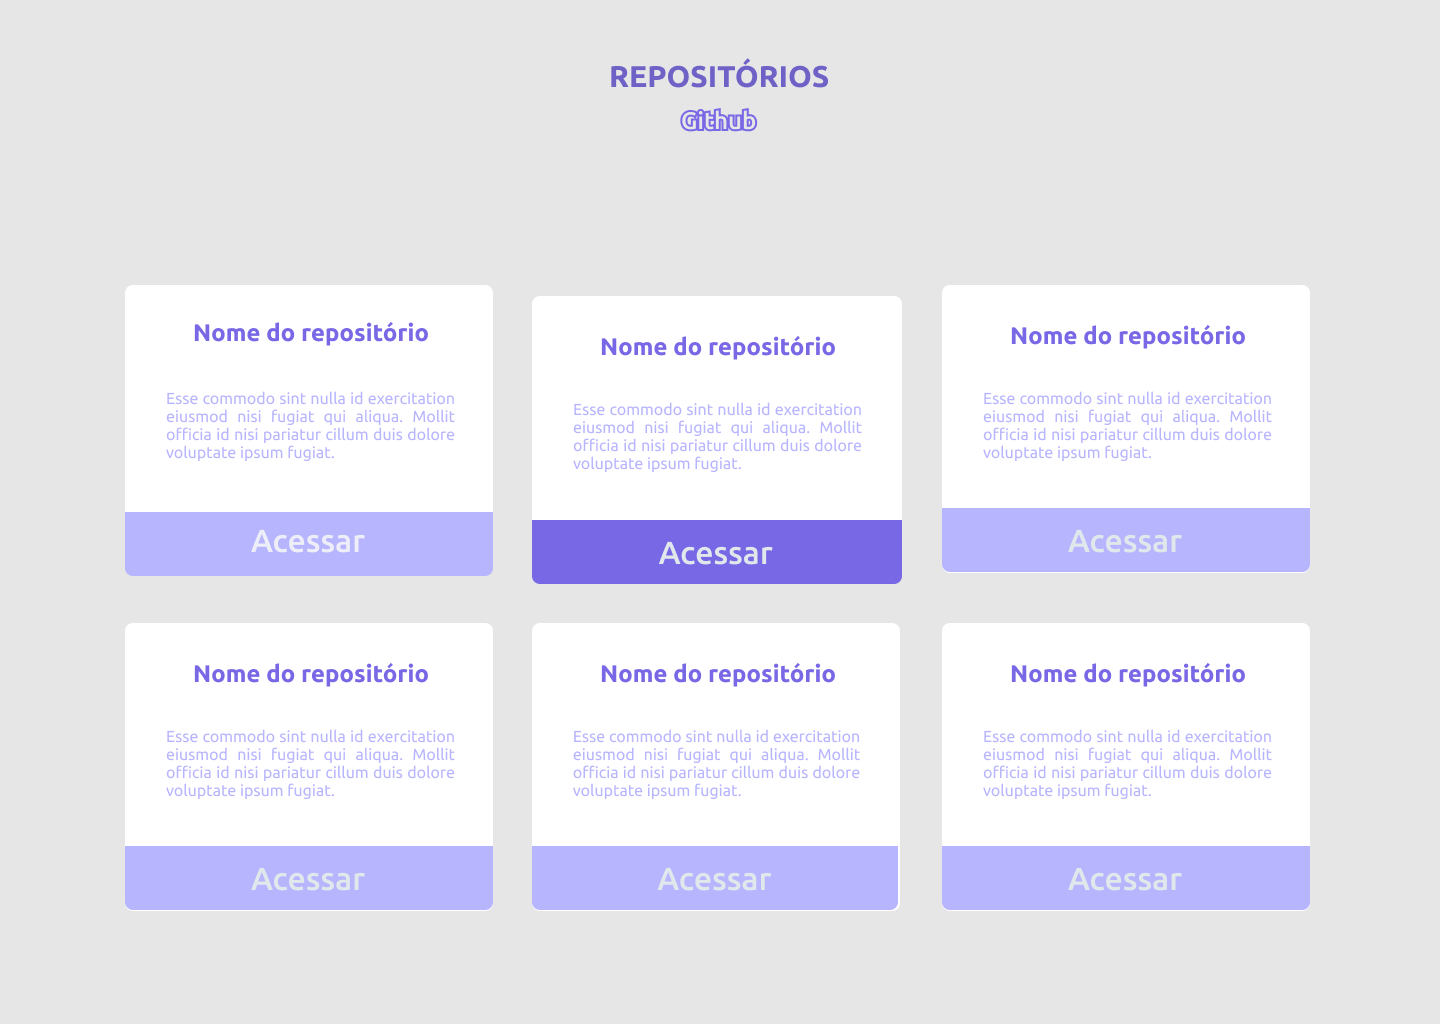 REPOSITÓRIOS
Github
Nome do repositório
Esse commodo sint nulla id exercitation
eiusmod nisi fugiat qui aliqua. Mollit
officia id nisi pariatur cillum duis dolore
voluptate ipsum fugiat.
Acessar
Nome do repositório
Esse commodo sint nulla id exercitation
eiusmod nisi fugiat qui aliqua. Mollit
officia id nisi pariatur cillum duis dolore
voluptate ipsum fugiat.
Acessar
Nome do repositório
Esse commodo sint nulla id exercitation
eiusmod nisi fugiat qui aliqua. Mollit
officia id nisi pariatur cillum duis dolore
voluptate ipsum fugiat.
Acessar
Nome do repositório
Esse commodo sint nulla id exercitation
eiusmod nisi fugiat qui aliqua. Mollit
officia id nisi pariatur cillum duis dolore
voluptate ipsum fugiat.
Acessar
Nome do repositório
Esse commodo sint nulla id exercitation
eiusmod nisi fugiat qui aliqua. Mollit
officia id nisi pariatur cillum duis dolore
voluptate ipsum fugiat.
Acessar
Nome do repositório
Esse commodo sint nulla id exercitation
eiusmod nisi fugiat qui aliqua. Mollit
officia id nisi pariatur cillum duis dolore
voluptate ipsum fugiat.
Acessar